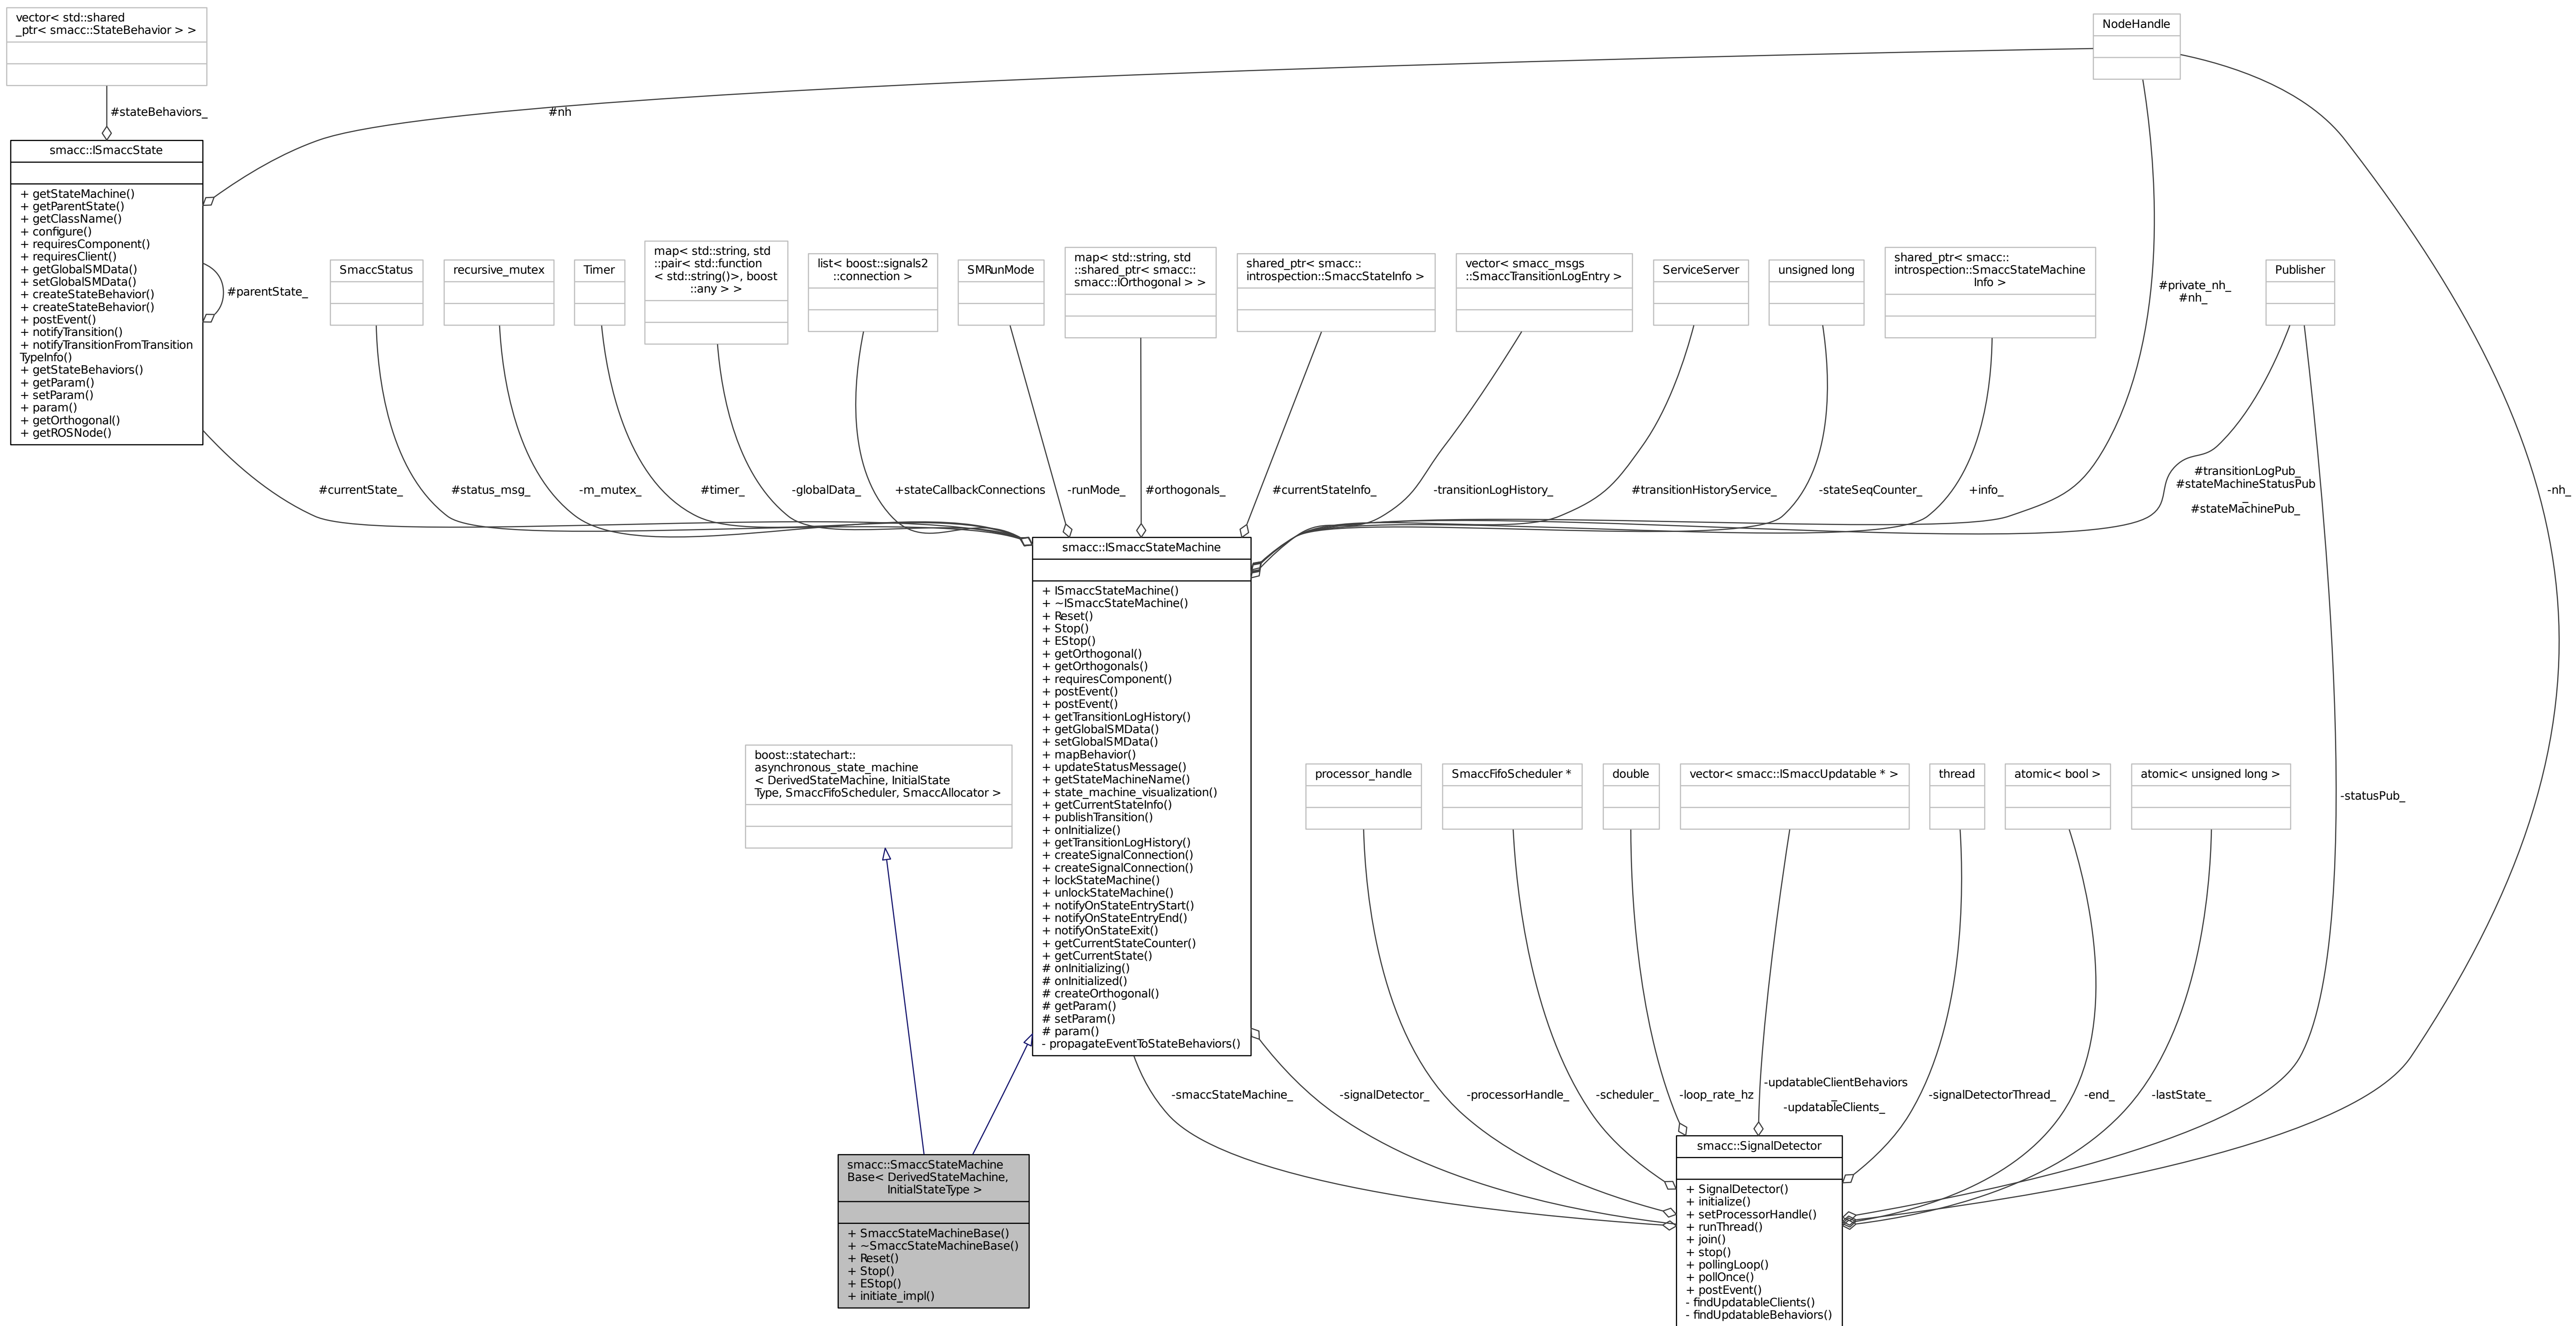 vector< std::shared
_ptr< smacc::StateBehavior > >
NodeHandle
#stateBehaviors_
#nh
smacc::ISmaccState
+ getStateMachine()
+ getParentState()
+ getClassName()
+ configure()
+ requiresComponent()
+ requiresClient()
+ getGlobalSMData()
+ setGlobalSMData()
+ createStateBehavior()
+ createStateBehavior()
+ postEvent()
+ notifyTransition()
+ notifyTransitionFromTransition
TypeInfo()
+ getStateBehaviors()
+ getParam()
+ setParam()
+ param()
+ getOrthogonal()
+ getROSNode()
#parentState_
SmaccStatus
recursive_mutex
Timer
map< std::string, std
::pair< std::function
< std::string()>, boost
::any > >
list< boost::signals2
::connection >
SMRunMode
map< std::string, std
::shared_ptr< smacc::
smacc::IOrthogonal > >
shared_ptr< smacc::
introspection::SmaccStateInfo >
vector< smacc_msgs
::SmaccTransitionLogEntry >
ServiceServer
unsigned long
shared_ptr< smacc::
introspection::SmaccStateMachine
Info >
#private_nh_
#nh_
Publisher
#currentState_
#status_msg_
-m_mutex_
#timer_
-globalData_
+stateCallbackConnections
-runMode_
#orthogonals_
#currentStateInfo_
-transitionLogHistory_
#transitionHistoryService_
-stateSeqCounter_
+info_
#transitionLogPub_
#stateMachineStatusPub
_
#stateMachinePub_
-nh_
smacc::ISmaccStateMachine
+ ISmaccStateMachine()
+ ~ISmaccStateMachine()
+ Reset()
+ Stop()
+ EStop()
+ getOrthogonal()
+ getOrthogonals()
+ requiresComponent()
+ postEvent()
+ postEvent()
+ getTransitionLogHistory()
+ getGlobalSMData()
+ setGlobalSMData()
+ mapBehavior()
+ updateStatusMessage()
+ getStateMachineName()
+ state_machine_visualization()
+ getCurrentStateInfo()
+ publishTransition()
+ onInitialize()
+ getTransitionLogHistory()
+ createSignalConnection()
+ createSignalConnection()
+ lockStateMachine()
+ unlockStateMachine()
+ notifyOnStateEntryStart()
+ notifyOnStateEntryEnd()
+ notifyOnStateExit()
+ getCurrentStateCounter()
+ getCurrentState()
# onInitializing()
# onInitialized()
# createOrthogonal()
# getParam()
# setParam()
# param()
- propagateEventToStateBehaviors()
boost::statechart::
asynchronous_state_machine
< DerivedStateMachine, InitialState
Type, SmaccFifoScheduler, SmaccAllocator >
processor_handle
SmaccFifoScheduler *
double
vector< smacc::ISmaccUpdatable * >
thread
atomic< bool >
atomic< unsigned long >
-statusPub_
-smaccStateMachine_
-signalDetector_
-processorHandle_
-scheduler_
-loop_rate_hz
-updatableClientBehaviors
_
-updatableClients_
-signalDetectorThread_
-end_
-lastState_
smacc::SmaccStateMachine
Base< DerivedStateMachine,
InitialStateType >
+ SmaccStateMachineBase()
+ ~SmaccStateMachineBase()
+ Reset()
+ Stop()
+ EStop()
+ initiate_impl()
smacc::SignalDetector
+ SignalDetector()
+ initialize()
+ setProcessorHandle()
+ runThread()
+ join()
+ stop()
+ pollingLoop()
+ pollOnce()
+ postEvent()
- findUpdatableClients()
- findUpdatableBehaviors()